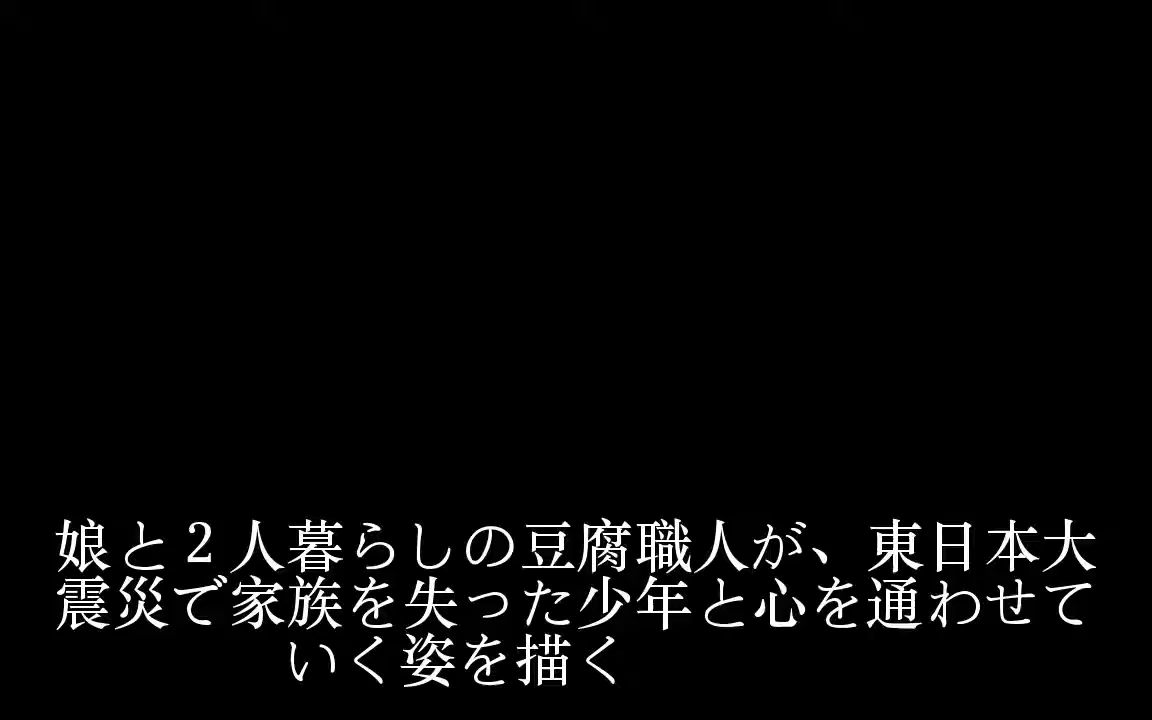 娘と２人暮らしの豆腐職人が、東日本大
震災で家族を失った少年と心を通わせて
いく姿を描く